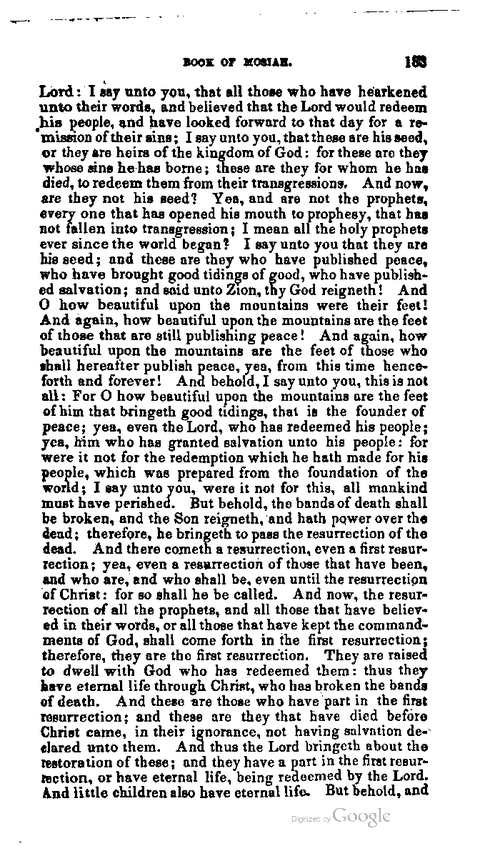 BOOK OF MOSIAH. 183
Lord: I say unto you, that all those who have hearkened
unto their words, and believed that the Lord would redeem
his people, and have looked forward to that day for a re-
mission of their sins; I say unto you, that these are his seed,
or they are heirs of the kingdom of God: for these are they
whose sins he has borne; these are they for whom he has
died, to redeem them from their transgressions. And now,
are they not his seed? Yea, and are not the prophets,
every one that has opened his mouth to prophesy, that has
not fallen into transgression; I mean all the holy prophets
ever since the world began? I say unto you that they are
his seed; and these are they who have published peace,
who have brought good tidings of good, who have publish-
ed salvation; and said unto Zion, thy God reigneth! And
O how beautiful upon the mountains were their feet!
And again, how beautiful upon the mountains are the feet
of those that are still publishing peace! And again, how
beautiful upon the mountains are the feet of those who
shall hereafter publish peace, yea, from this time hence-
forth and forever! And behold, I say unto you, this is not
all: For O how beautiful upon the mountains are the feet
of him that bringeth good tidings, that is the founder of
peace; yea, even the Lord, who has redeemed his people;
yea, him who has granted salvation unto his people: for
were it not for the redemption which he hath made for his
people, which was prepared from the foundation of the
world; I say unto you, were it not for this, all mankind
must have perished. But behold, the bands of death shall
be broken, and the Son reigneth, and hath power over the
dead; therefore, he bringeth to pass the resurrection of the
dead. And there cometh a resurrection, even a first resur-
rection; yea, even a resurrection of those that have been,
and who are, and who shall be, even until the resurrection
of Christ: for so shall he be called. And now, the resur-
rection of all the prophets, and all those that have believ-
ed in their words, or all those that have kept the command-
ments of God, shall come forth in the first resurrection;
therefore, they are the first resurrection. They are raised
to dwell with God who has redeemed them: thus they
have eternal life through Christ, who has broken the bands
of death. And these are those who have part in the first
resurrection; and these are they that have died before
Christ came, in their ignorance, not having salvation de-
clared unto them. And thus the Lord bringeth about the
restoration of these; and they have a part in the first resur-
rection, or have eternal life, being redeemed by the Lord.
And little children also have eternal life. But behold, and
Digitized by Google